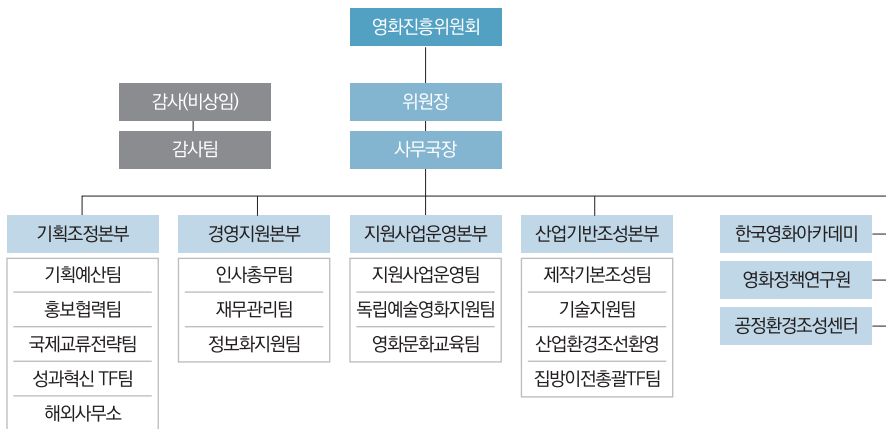 영화진흥위원회
감사(비상임)
위원장
감사팀
사무국장
기획조정본부
기획예산팀
홍보협력팀
국제교류전략팀
성과혁신 TF팀
해외사무소
경영지원본부
인사총무팀
재무관리팀
정보화지원팀
지원사업운영본부
지원사업운영팀
독립예술영화지원팀
영화문화교육팀
산업기반조성본부
제작기본조성팀
기술지원팀
산업환경조선환영
집방이전총괄TF팀
한국영화아카데미
영화정책연구원
공정환경조성센터